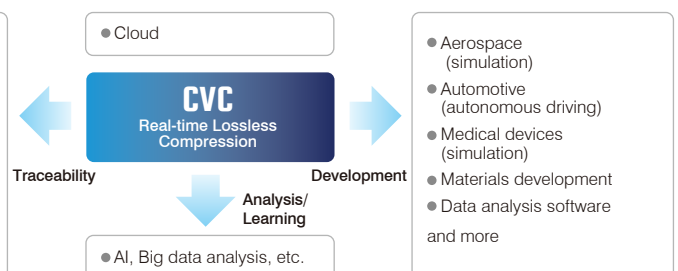 Cloud
CVC
Real-time Lossless
Compression
Traceability
Development
Analysis/
Learning
AI, Big data analysis, etc.
Aerospace
(simulation)
Automotive
(autonomous driving)
Medical devices
(simulation)
Materials development
Data analysis software
and more